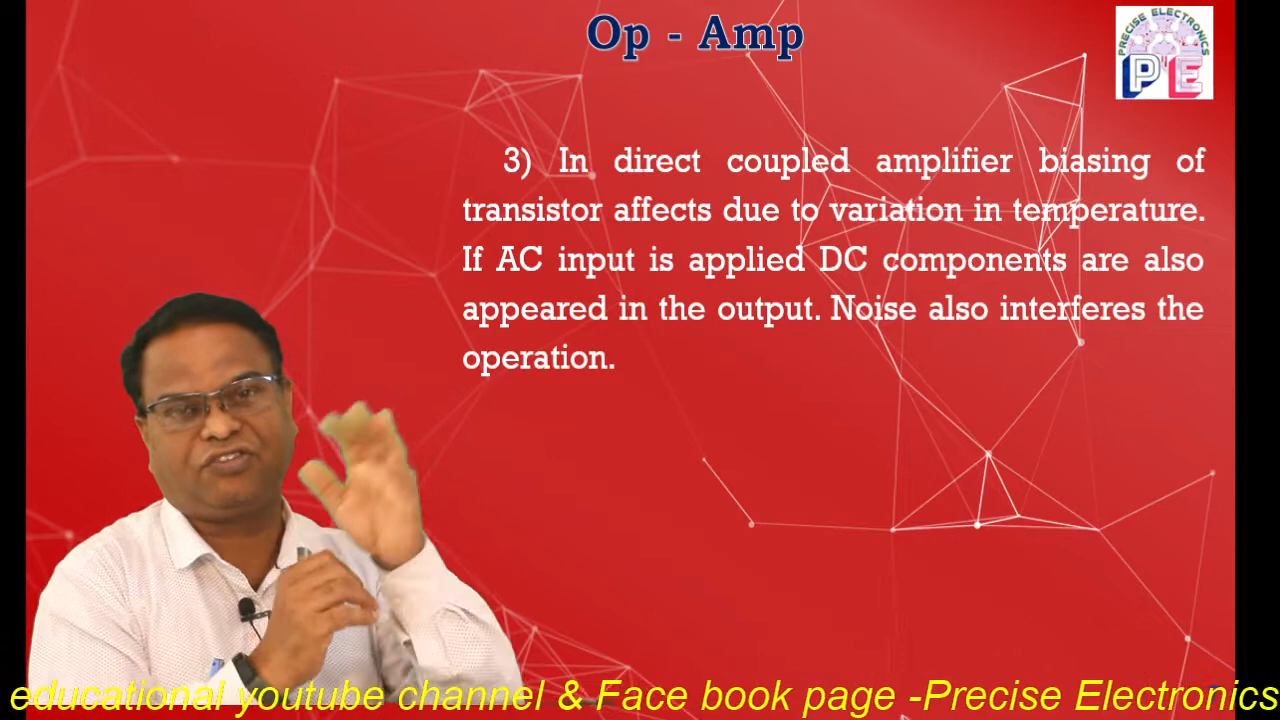 Op - Amp
PRECISE ELECTRONICS
PE
3) In direct coupled amplifier biasing of
transistor affects due to variation in temperature.
If AC input is applied DC components are also
appeared in the output. Noise also interferes the
operation.
educational youtube channel & Face book page -Precise Electronics